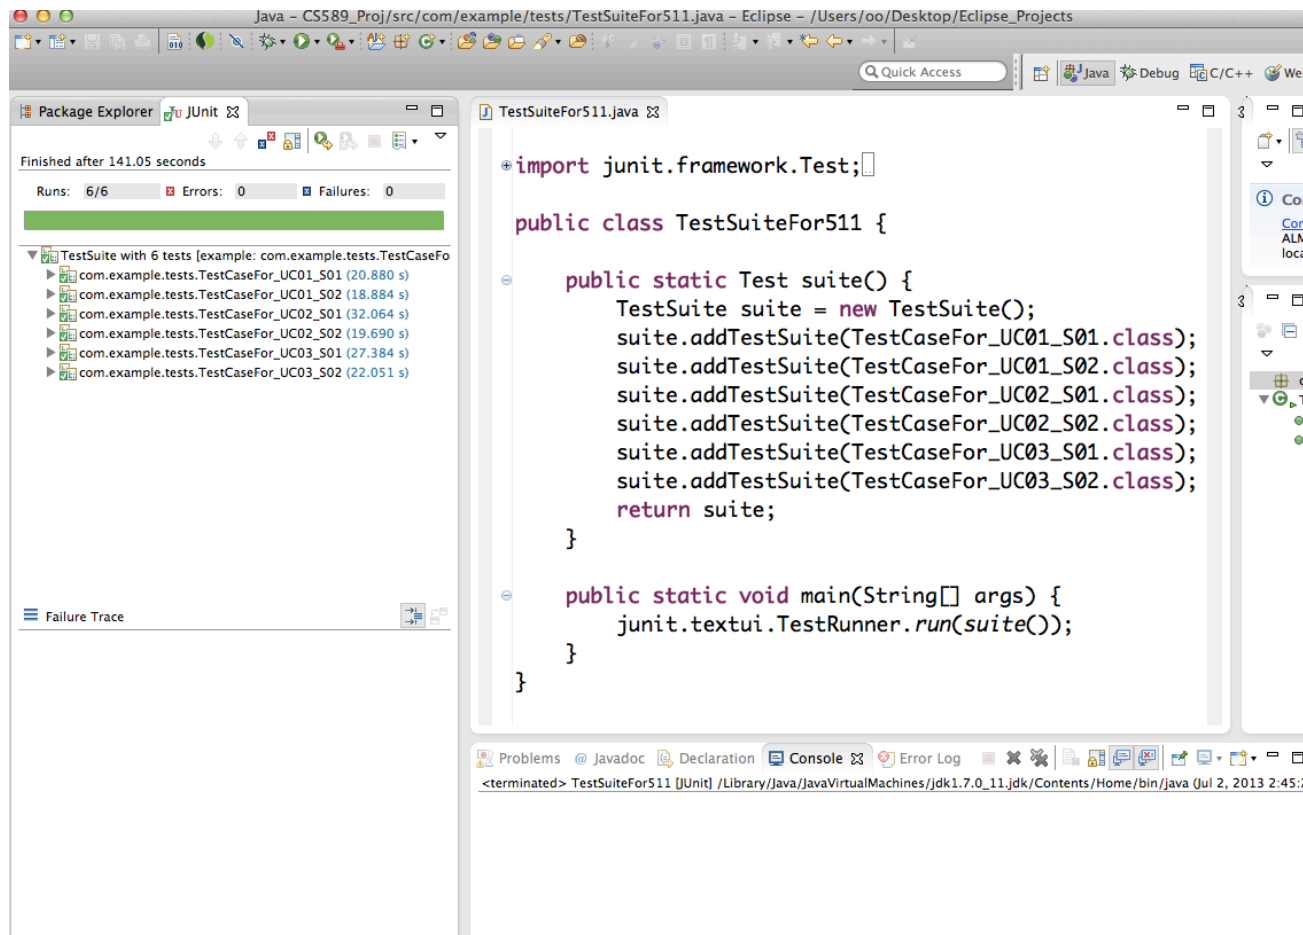 Java – CS589_Proj/src/com/example/tests/TestSuiteFor511.java – Eclipse – /Users/oo/Desktop/Eclipse_Projects
Quick Access
Java
Debug
C/C++
Package Explorer
JUnit
Finished after 141.05 seconds
Runs: 6/6 Errors: 0 Failures: 0
TestSuite with 6 tests [example: com.example.tests.TestCaseFo
com.example.tests.TestCaseFor_UC01_S01 (20.880 s)
com.example.tests.TestCaseFor_UC01_S02 (18.884 s)
com.example.tests.TestCaseFor_UC02_S01 (32.064 s)
com.example.tests.TestCaseFor_UC02_S02 (19.690 s)
com.example.tests.TestCaseFor_UC03_S01 (27.384 s)
com.example.tests.TestCaseFor_UC03_S02 (22.051 s)
Failure Trace
TestSuiteFor511.java
import junit.framework.Test;
public class TestSuiteFor511 {
public static Test suite() {
TestSuite suite = new TestSuite();
suite.addTestSuite(TestCaseFor_UC01_S01.class);
suite.addTestSuite(TestCaseFor_UC01_S02.class);
suite.addTestSuite(TestCaseFor_UC02_S01.class);
suite.addTestSuite(TestCaseFor_UC02_S02.class);
suite.addTestSuite(TestCaseFor_UC03_S01.class);
suite.addTestSuite(TestCaseFor_UC03_S02.class);
return suite;
}
public static void main(String[] args) {
junit.textui.TestRunner.run(suite());
}
}
Problems @ Javadoc Declaration Console Error Log
<terminated> TestSuiteFor511 [JUnit] /Library/Java/JavaVirtualMachines/jdk1.7.0_11.jdk/Contents/Home/bin/java (Jul 2, 2013 2:45: